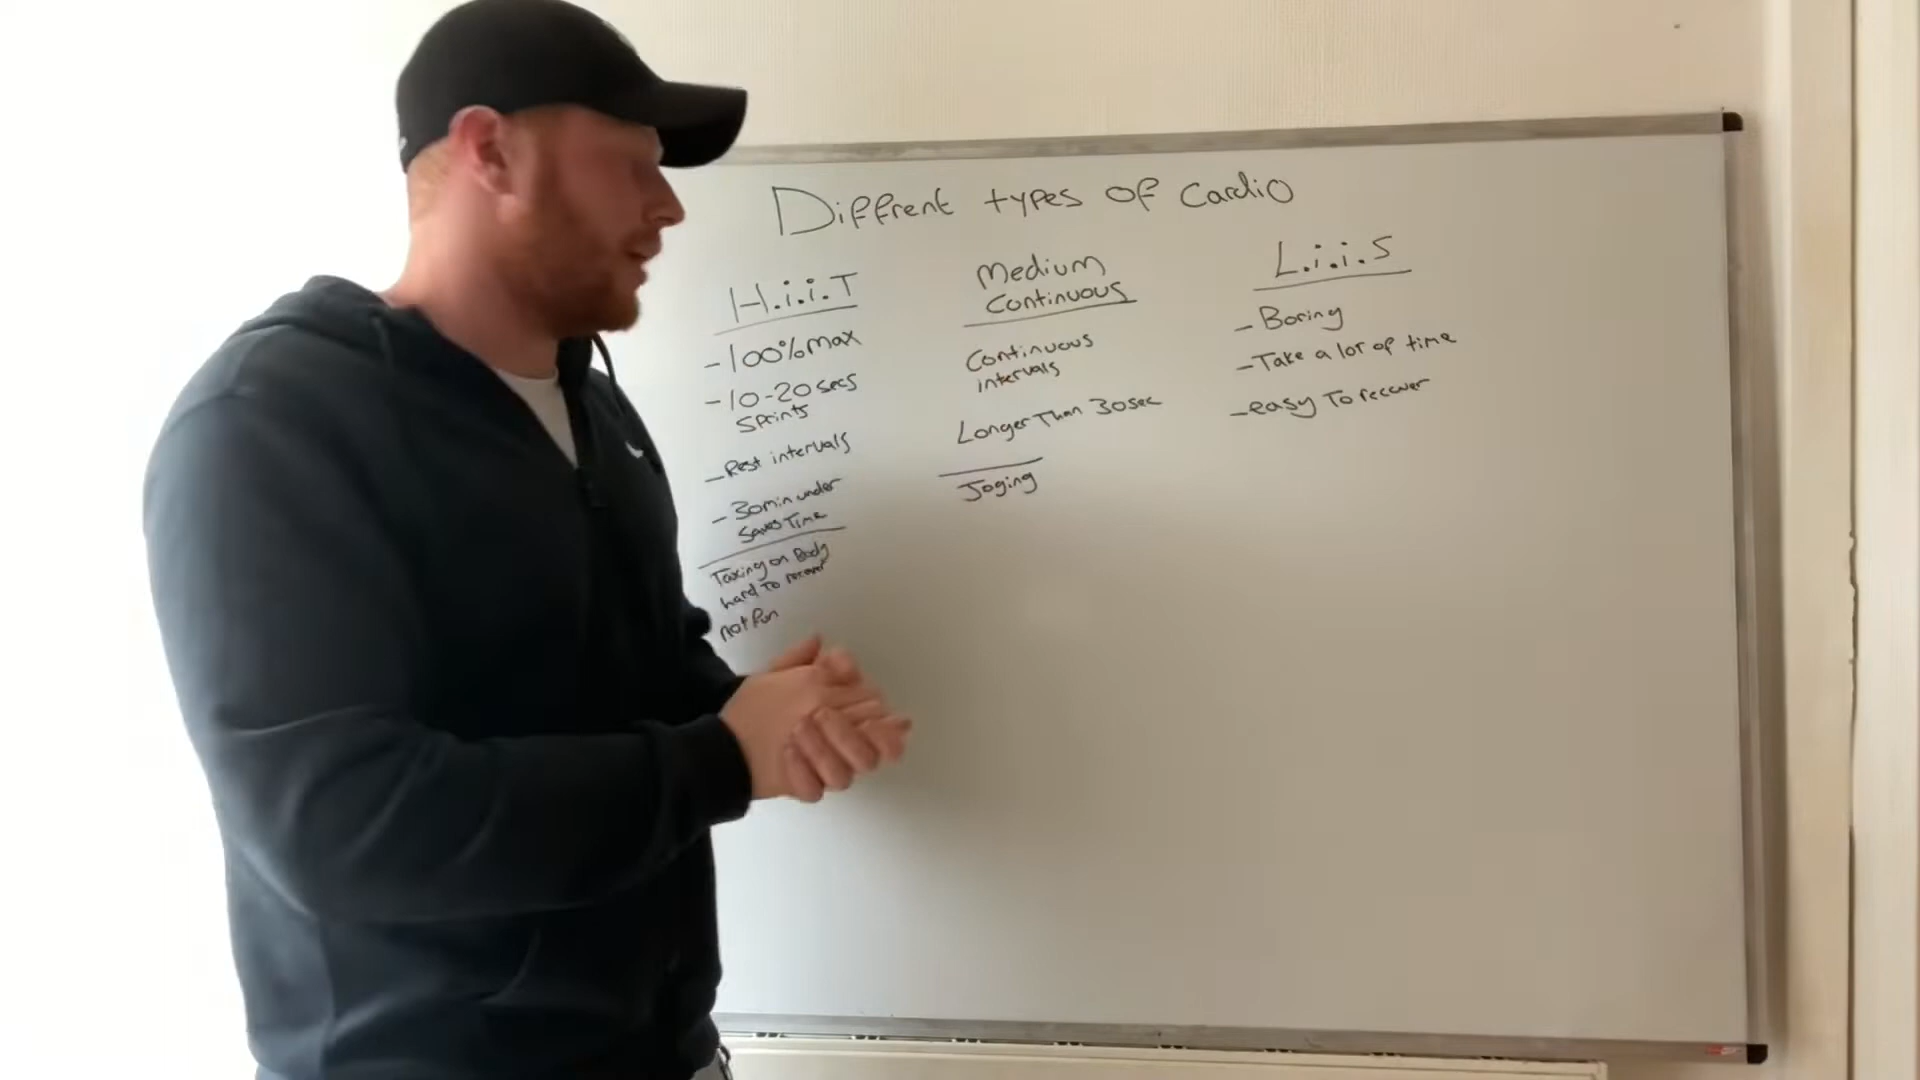 Diffrent types of cardio
H.i.i.T
- 100% max
- 10-20 secs
sprints
- Rest intervals
- 30min under
saves Time
Taxing on Body
hard To recover
not fun
Medium
Continuous
Continuous
intervals
Longer Than 30sec
Joging
L.i.i.S
- Boring
- Take a lot of time
- easy To recover